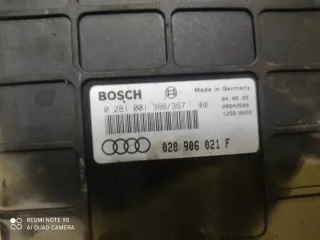 BOSCH Made in Germany
0 281 001 366/367
028 906 021 F
REDMI NOTE 9S
AI QUAD CAMERA